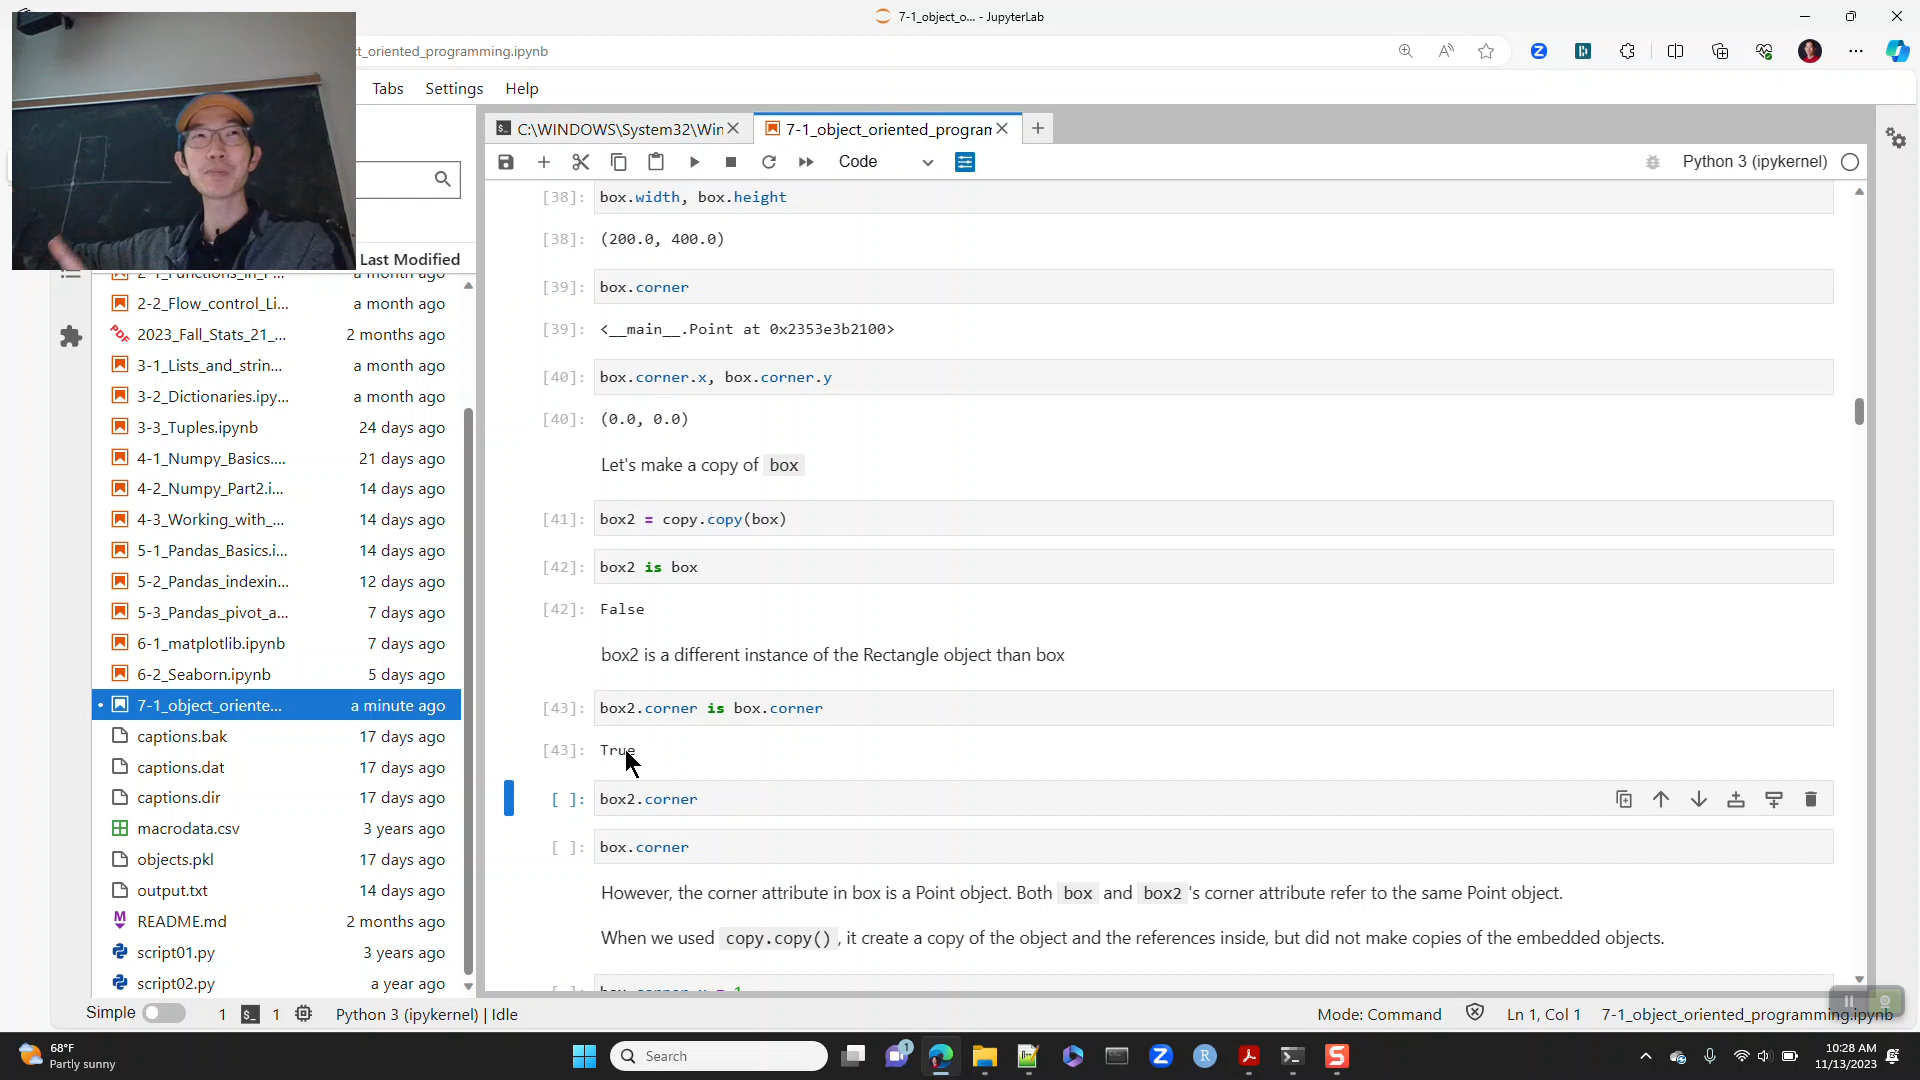 7-1_object_o... - JupyterLab
t_oriented_programming.ipynb
Tabs
Settings
Help
C:\WINDOWS\System32\Win
7-1_object_oriented_program
Code
Python 3 (ipykernel)
Last Modified
2-2_Flow_control_Li... a month ago
2023_Fall_Stats_21_... 2 months ago
3-1_Lists_and_strin... a month ago
3-2_Dictionaries.ipy... a month ago
3-3_Tuples.ipynb 24 days ago
4-1_Numpy_Basics.... 21 days ago
4-2_Numpy_Part2.i... 14 days ago
4-3_Working_with_... 14 days ago
5-1_Pandas_Basics.i... 14 days ago
5-2_Pandas_indexin... 12 days ago
5-3_Pandas_pivot_a... 7 days ago
6-1_matplotlib.ipynb 7 days ago
6-2_Seaborn.ipynb 5 days ago
7-1_object_oriente... a minute ago
captions.bak 17 days ago
captions.dat 17 days ago
captions.dir 17 days ago
macrodata.csv 3 years ago
objects.pkl 17 days ago
output.txt 14 days ago
README.md 2 months ago
script01.py 3 years ago
script02.py a year ago
[38]: box.width, box.height
[38]: (200.0, 400.0)
[39]: box.corner
[39]: <__main__.Point at 0x2353e3b2100>
[40]: box.corner.x, box.corner.y
[40]: (0.0, 0.0)
Let's make a copy of box
[41]: box2 = copy.copy(box)
[42]: box2 is box
[42]: False
box2 is a different instance of the Rectangle object than box
[43]: box2.corner is box.corner
[43]: True
[ ]: box2.corner
[ ]: box.corner
However, the corner attribute in box is a Point object. Both box and box2 's corner attribute refer to the same Point object.
When we used copy.copy() , it create a copy of the object and the references inside, but did not make copies of the embedded objects.
Simple
1
1
Python 3 (ipykernel) | Idle
Mode: Command
Ln 1, Col 1
7-1_object_oriented_programming.ipynb
68°F
Partly sunny
Search
1
10:28 AM
11/13/2023